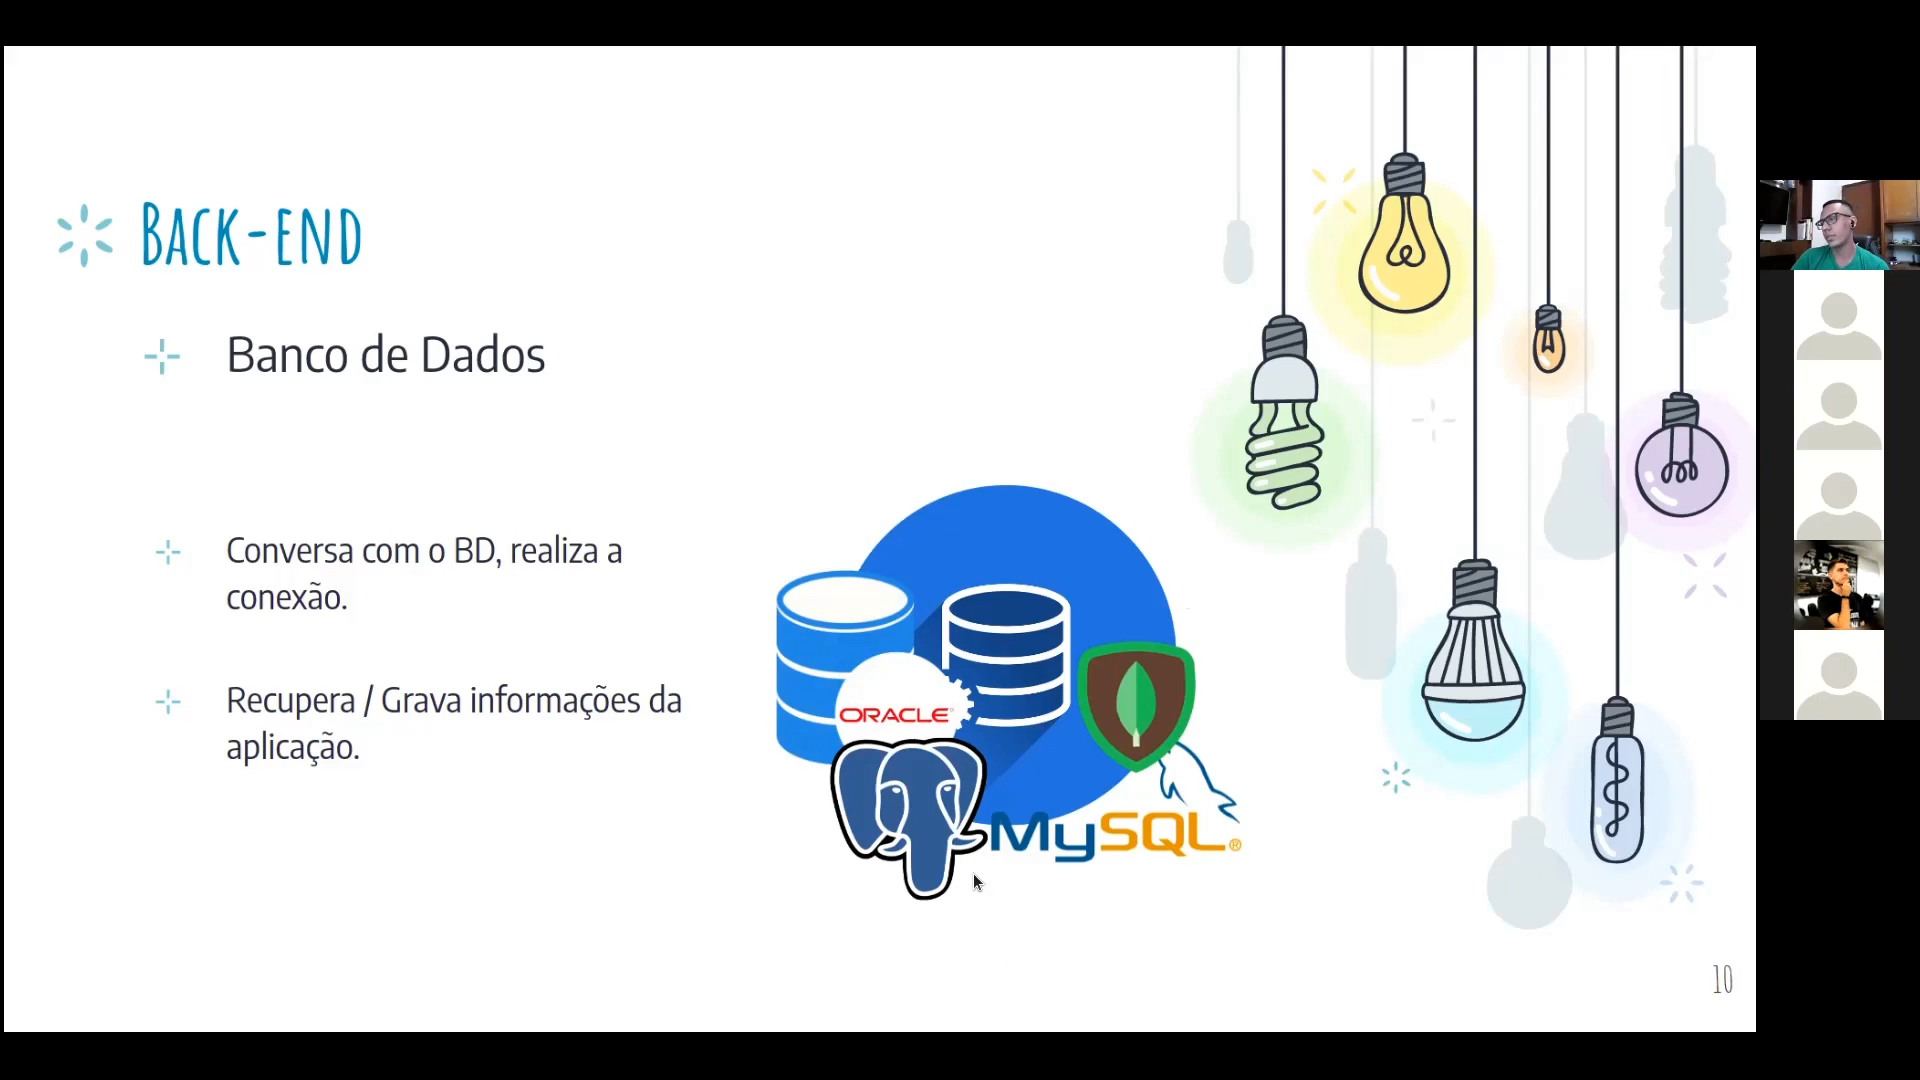 BACK-END
Banco de Dados
Conversa com o BD, realiza a
conexão.
Recupera / Grava informações da
aplicação.
ORACLE®
MySQL®
10